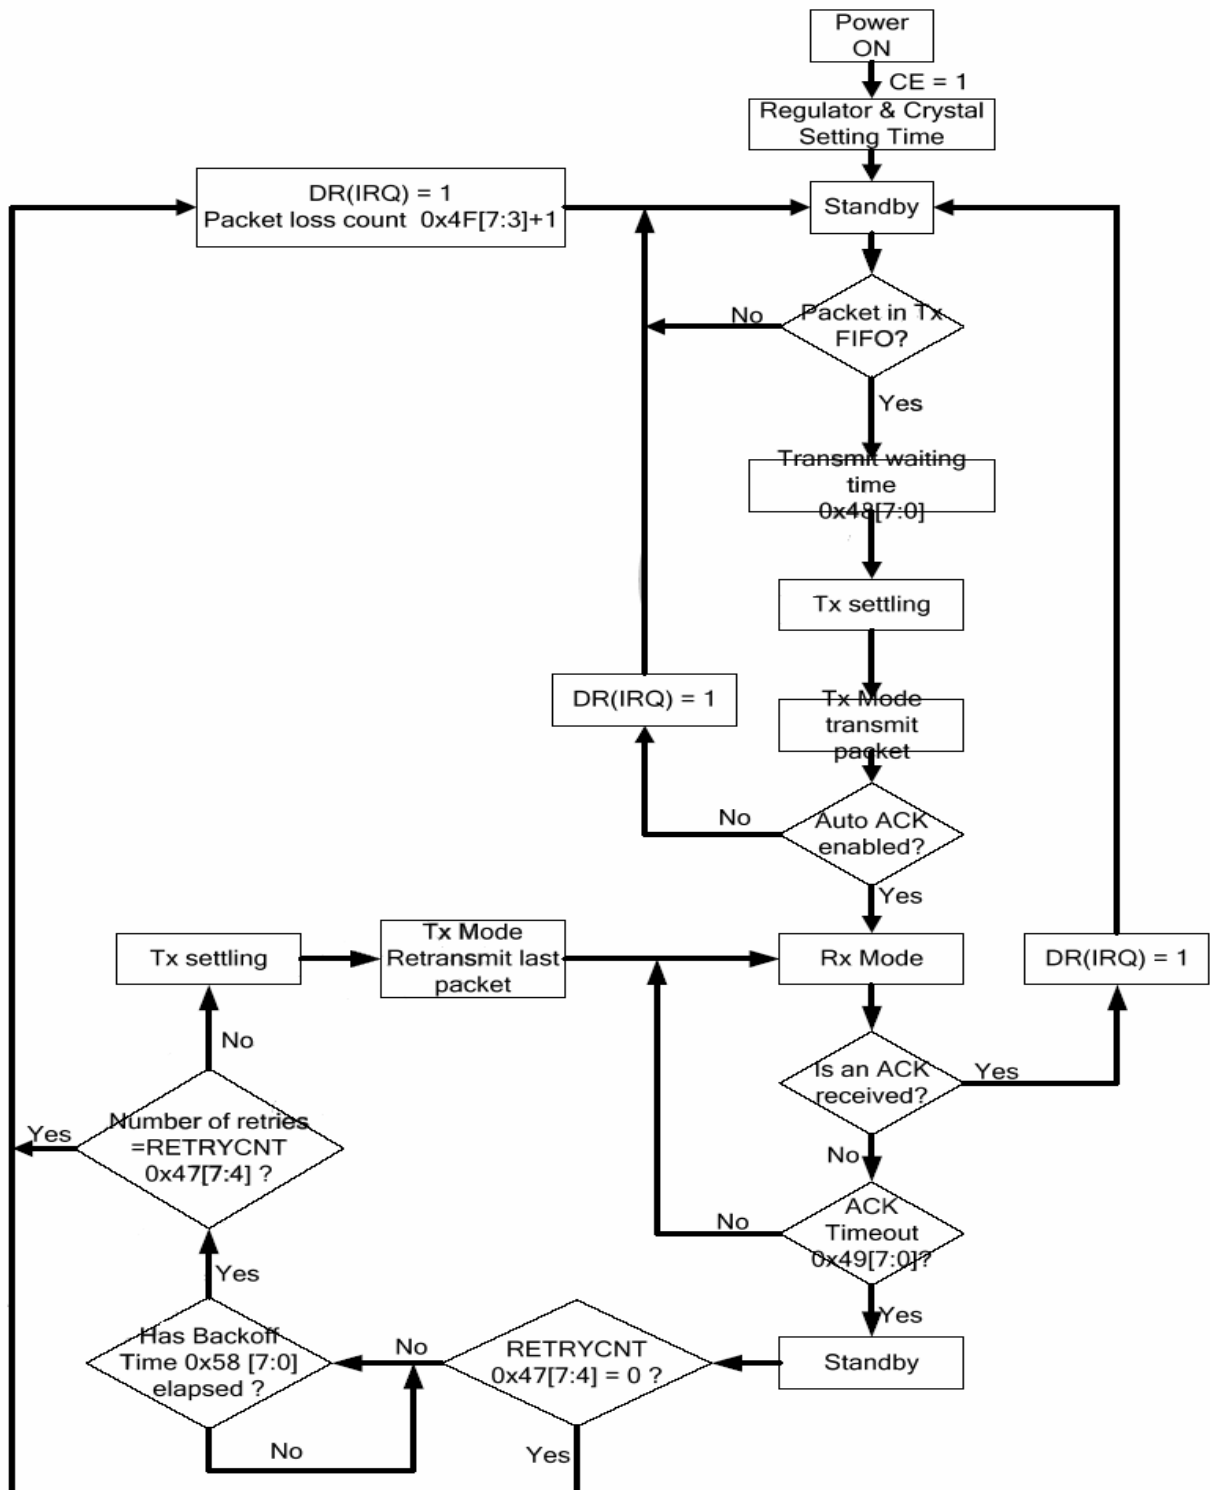 Power
ON
CE = 1
Regulator & Crystal
Setting Time
DR(IRQ) = 1
Packet loss count 0x4F[7:3]+1
Standby
No
Packet in Tx
FIFO?
Yes
Transmit waiting
time
0x48[7:0]
Tx settling
DR(IRQ) = 1
Tx Mode
transmit
packet
No
Auto ACK
enabled?
Yes
Tx settling
Tx Mode
Retransmit last
packet
Rx Mode
DR(IRQ) = 1
No
Is an ACK
received?
Yes
Yes
Number of retries
=RETRYCNT
0x47[7:4] ?
No
No
ACK
Timeout
0x49[7:0]?
Yes
Yes
Has Backoff
Time 0x58 [7:0]
elapsed ?
No
RETRYCNT
0x47[7:4] = 0 ?
Standby
No
Yes